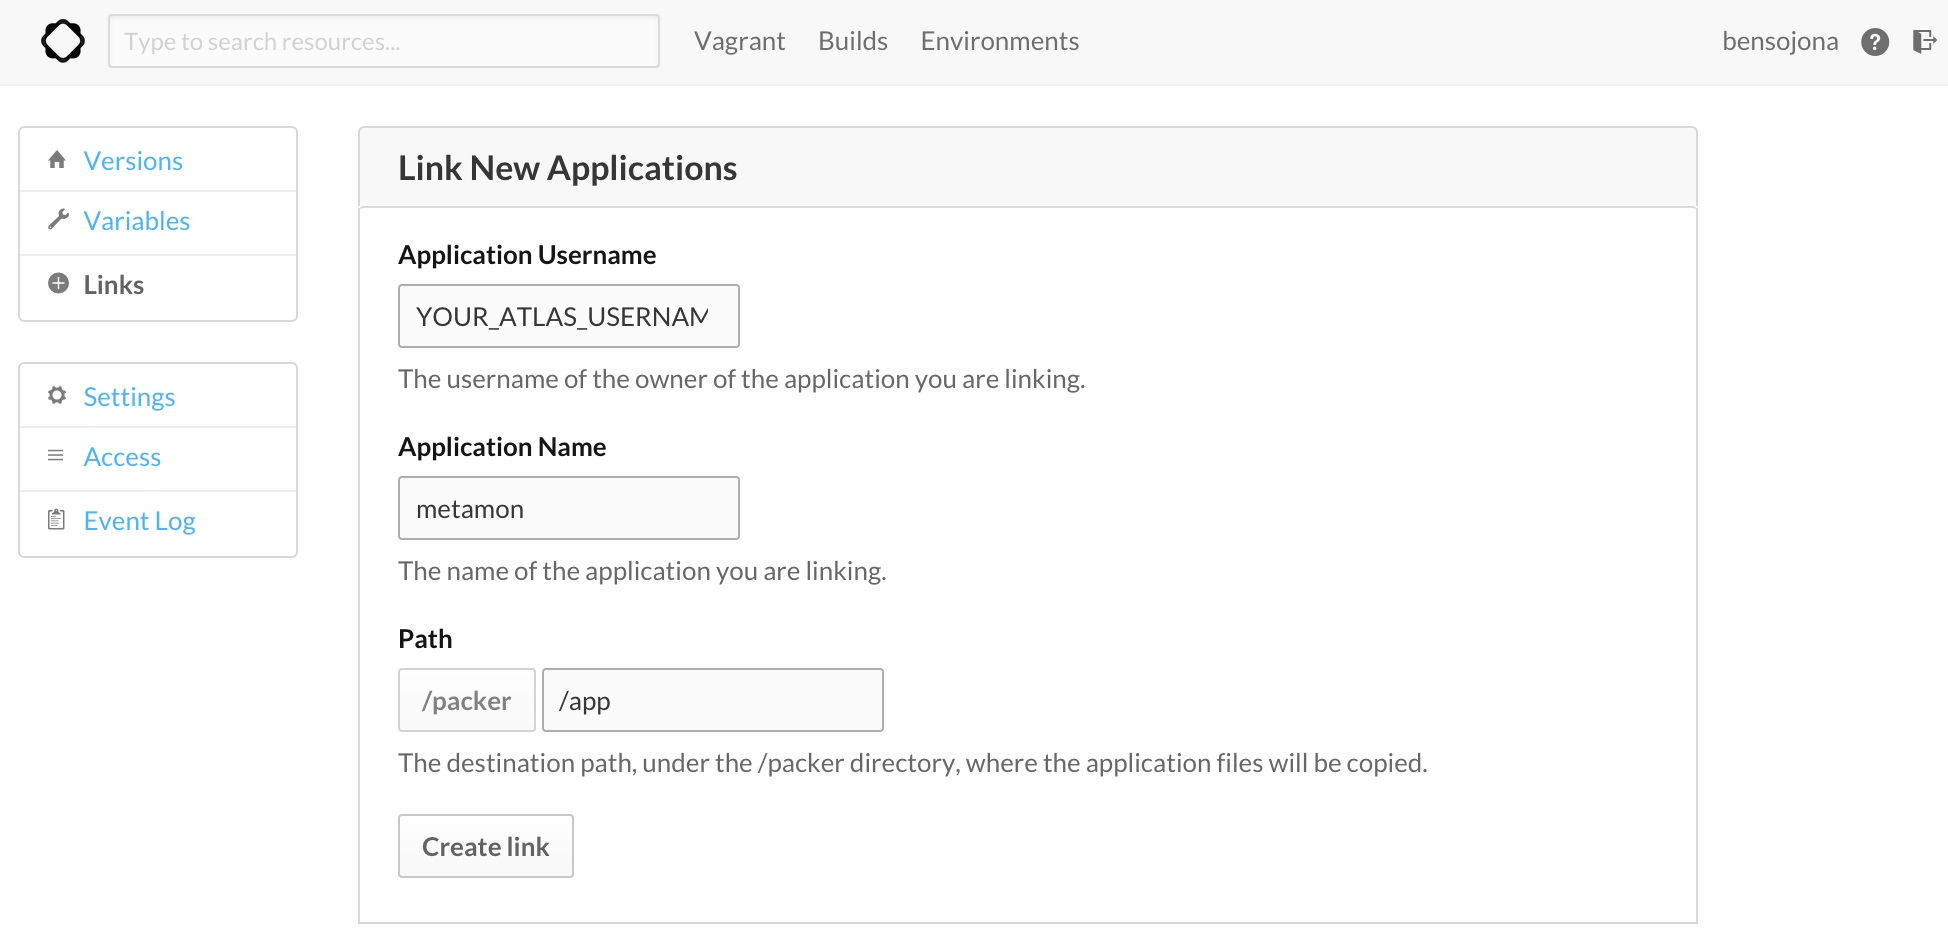 Type to search resources...
Vagrant Builds Environments
bensojona
Versions
Variables
Links
Settings
Access
Event Log
Link New Applications
Application Username
YOUR_ATLAS_USERNAM
The username of the owner of the application you are linking.
Application Name
metamon
The name of the application you are linking.
Path
/packer /app
The destination path, under the /packer directory, where the application files will be copied.
Create link